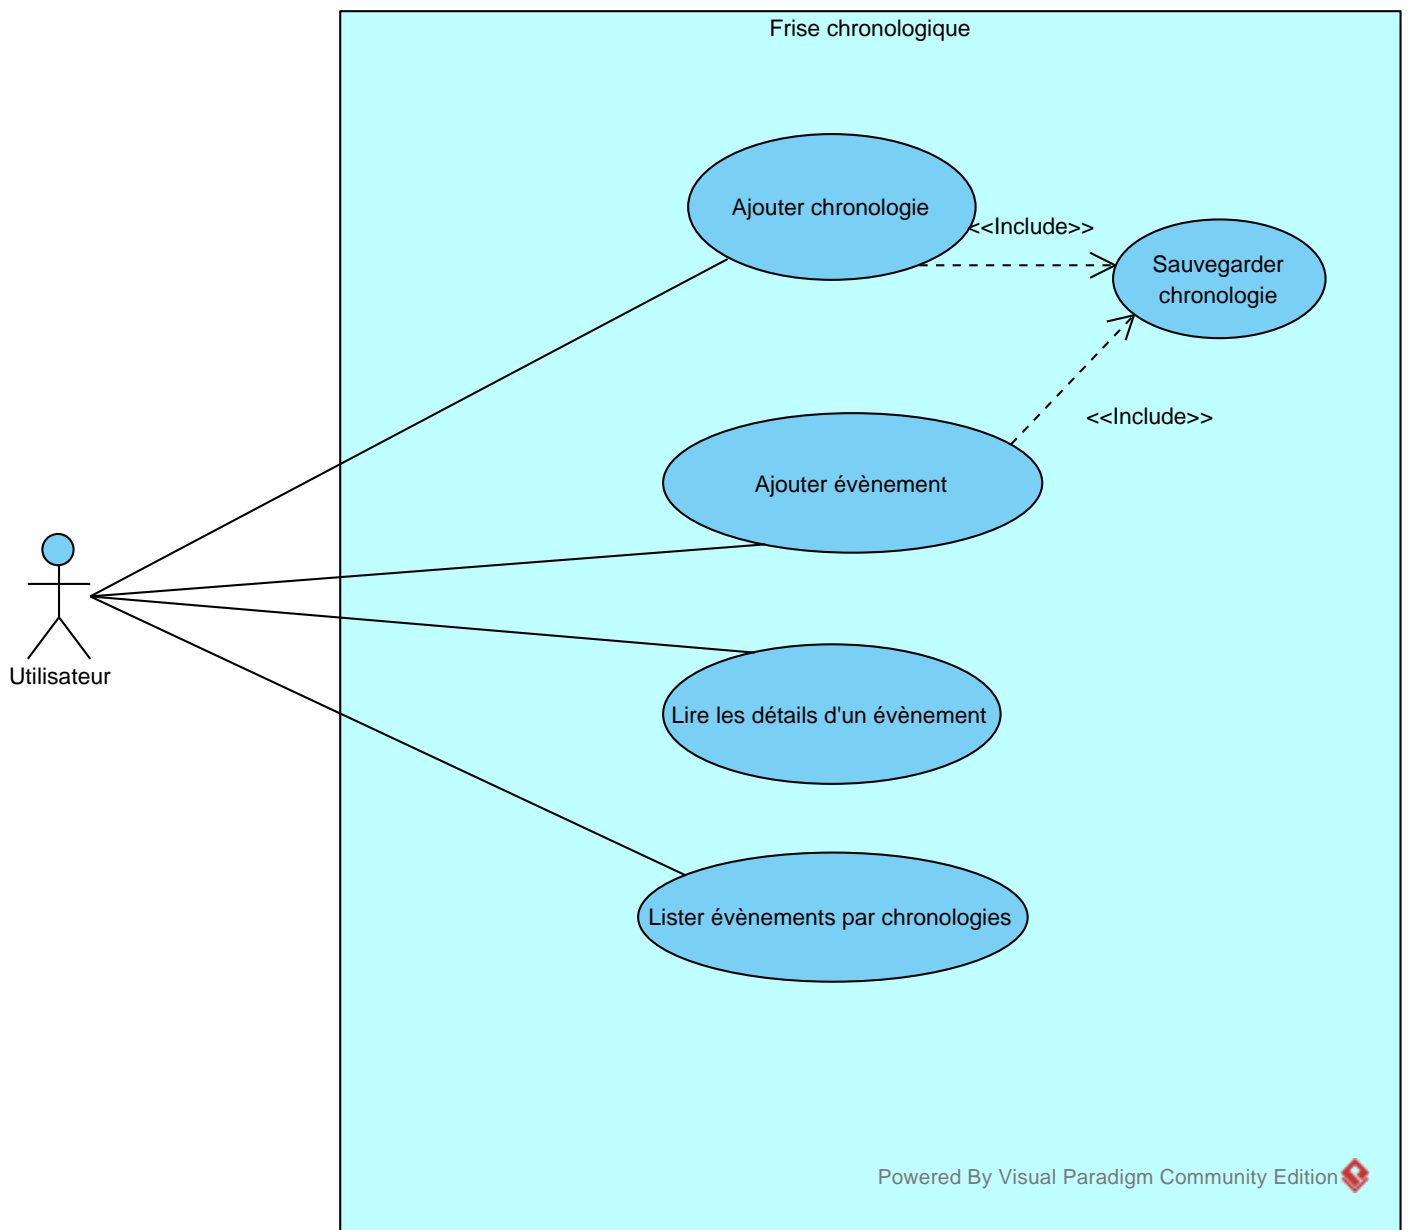 Frise chronologique
Ajouter chronologie
<<Include>>
Sauvegarder
chronologie
<<Include>>
Ajouter évènement
Utilisateur
Lire les détails d'un évènement
Lister évènements par chronologies
Powered By Visual Paradigm Community Edition